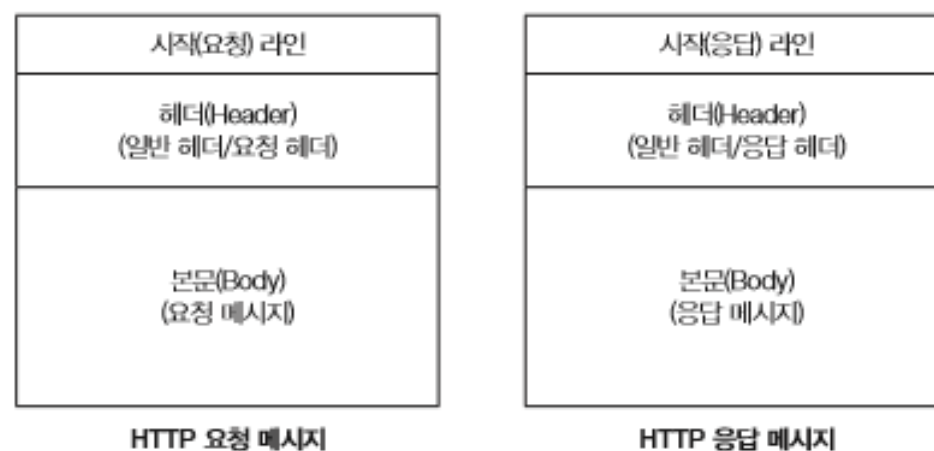 시작(요청) 라인
헤더(Header)
(일반 헤더/요청 헤더)
본문(Body)
(요청 메시지)
HTTP 요청 메시지
시작(응답) 라인
헤더(Header)
(일반 헤더/응답 헤더)
본문(Body)
(응답 메시지)
HTTP 응답 메시지